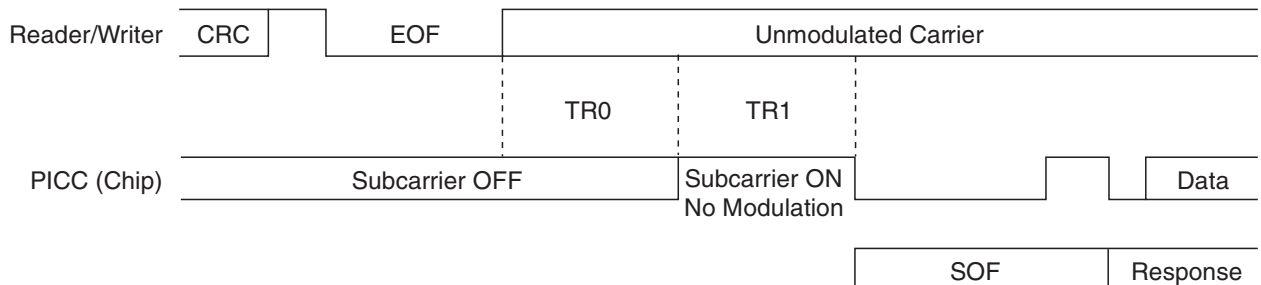 Reader/Writer CRC EOF Unmodulated Carrier
TR0 TR1
PICC (Chip) Subcarrier OFF Subcarrier ON Data
No Modulation
SOF Response